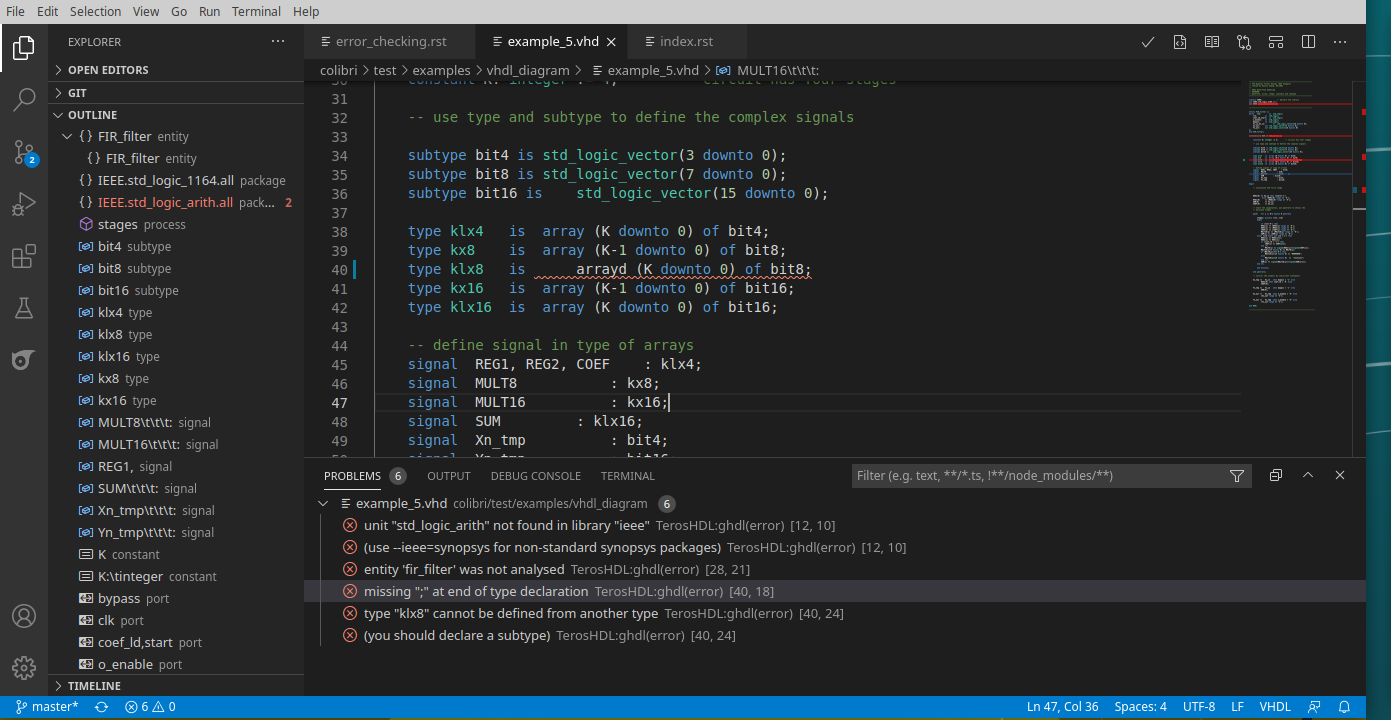 File Edit Selection View Go Run Terminal Help
EXPLORER
OPEN EDITORS
GIT
OUTLINE
FIR_filter entity
FIR_filter entity
IEEE.std_logic_1164.all package
IEEE.std_logic_arith.all pack... 2
stages process
bit4 subtype
bit8 subtype
bit16 subtype
klx4 type
klx8 type
klx16 type
kx8 type
kx16 type
MULT8\t\t\t: signal
MULT16\t\t\t: signal
REG1, signal
SUM\t\t\t: signal
Xn_tmp\t\t\t: signal
Yn_tmp\t\t\t: signal
K constant
K:\tinteger constant
bypass port
clk port
coef_ld,start port
o_enable port
TIMELINE
2
error_checking.rst example_5.vhd index.rst
colibri > test > examples > vhdl_diagram > example_5.vhd > MULT16\t\t\t:
31
32 -- use type and subtype to define the complex signals
33
34 subtype bit4 is std_logic_vector(3 downto 0);
35 subtype bit8 is std_logic_vector(7 downto 0);
36 subtype bit16 is std_logic_vector(15 downto 0);
37
38 type klx4 is array (K downto 0) of bit4;
39 type kx8 is array (K-1 downto 0) of bit8;
40 type klx8 is arrayd (K downto 0) of bit8;
41 type kx16 is array (K-1 downto 0) of bit16;
42 type klx16 is array (K downto 0) of bit16;
43
44 -- define signal in type of arrays
45 signal REG1, REG2, COEF : klx4;
46 signal MULT8 : kx8;
47 signal MULT16 : kx16;
48 signal SUM : klx16;
49 signal Xn_tmp : bit4;
PROBLEMS 6 OUTPUT DEBUG CONSOLE TERMINAL Filter (e.g. text, **/*.ts, !**/node_modules/**)
example_5.vhd colibri/test/examples/vhdl_diagram 6
unit "std_logic_arith" not found in library "ieee" TerosHDL:ghdl(error) [12, 10]
(use --ieee=synopsys for non-standard synopsys packages) TerosHDL:ghdl(error) [12, 10]
entity 'fir_filter' was not analysed TerosHDL:ghdl(error) [28, 21]
missing ";" at end of type declaration TerosHDL:ghdl(error) [40, 18]
type "klx8" cannot be defined from another type TerosHDL:ghdl(error) [40, 24]
(you should declare a subtype) TerosHDL:ghdl(error) [40, 24]
master* 6 0 Ln 47, Col 36 Spaces: 4 UTF-8 LF VHDL